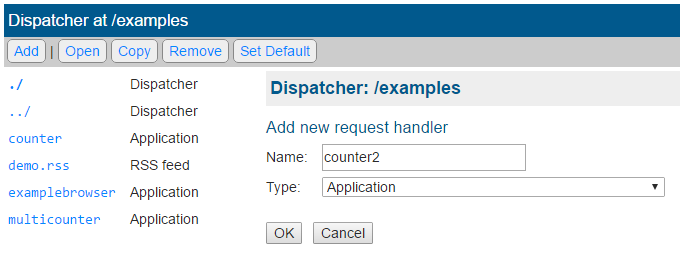 Dispatcher at /examples
Add | Open Copy Remove Set Default
./ Dispatcher
../ Dispatcher
counter Application
demo.rss RSS feed
examplebrowser Application
multicounter Application
Dispatcher: /examples
Add new request handler
Name: counter2
Type: Application
OK Cancel